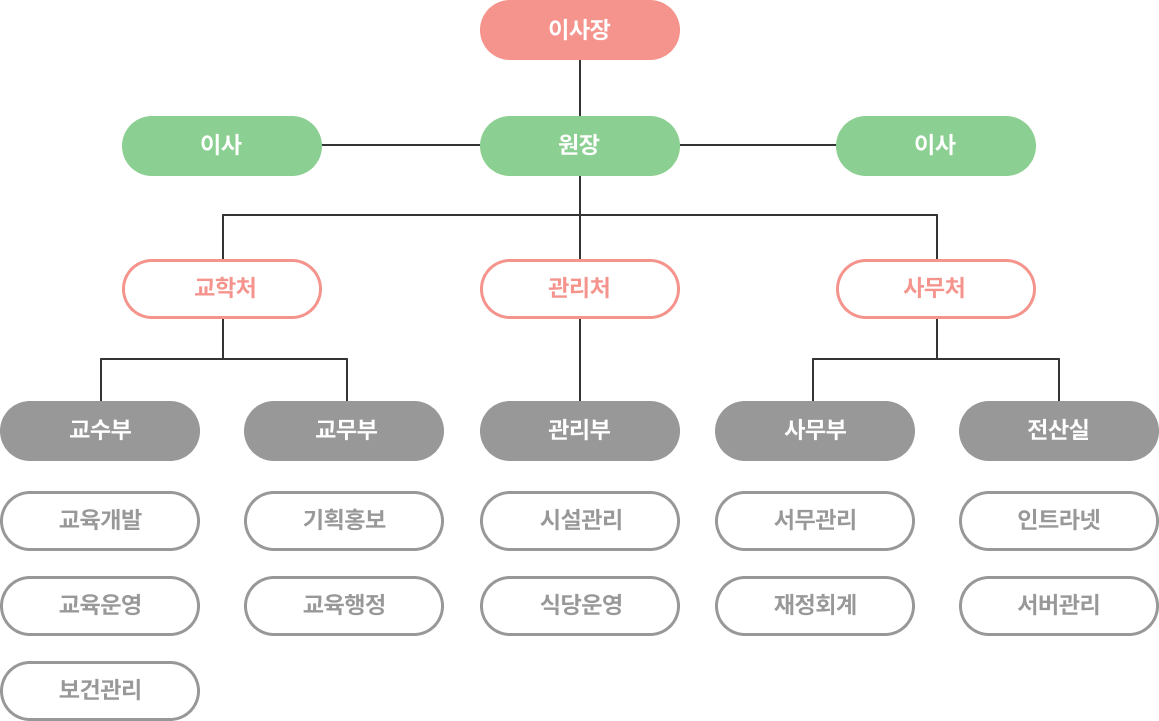 이사장
이사
원장
이사
교학처
관리처
사무처
교수부
교무부
관리부
사무부
전산실
교육개발
기획홍보
시설관리
서무관리
인트라넷
교육운영
교육행정
식당운영
재정회계
서버관리
보건관리